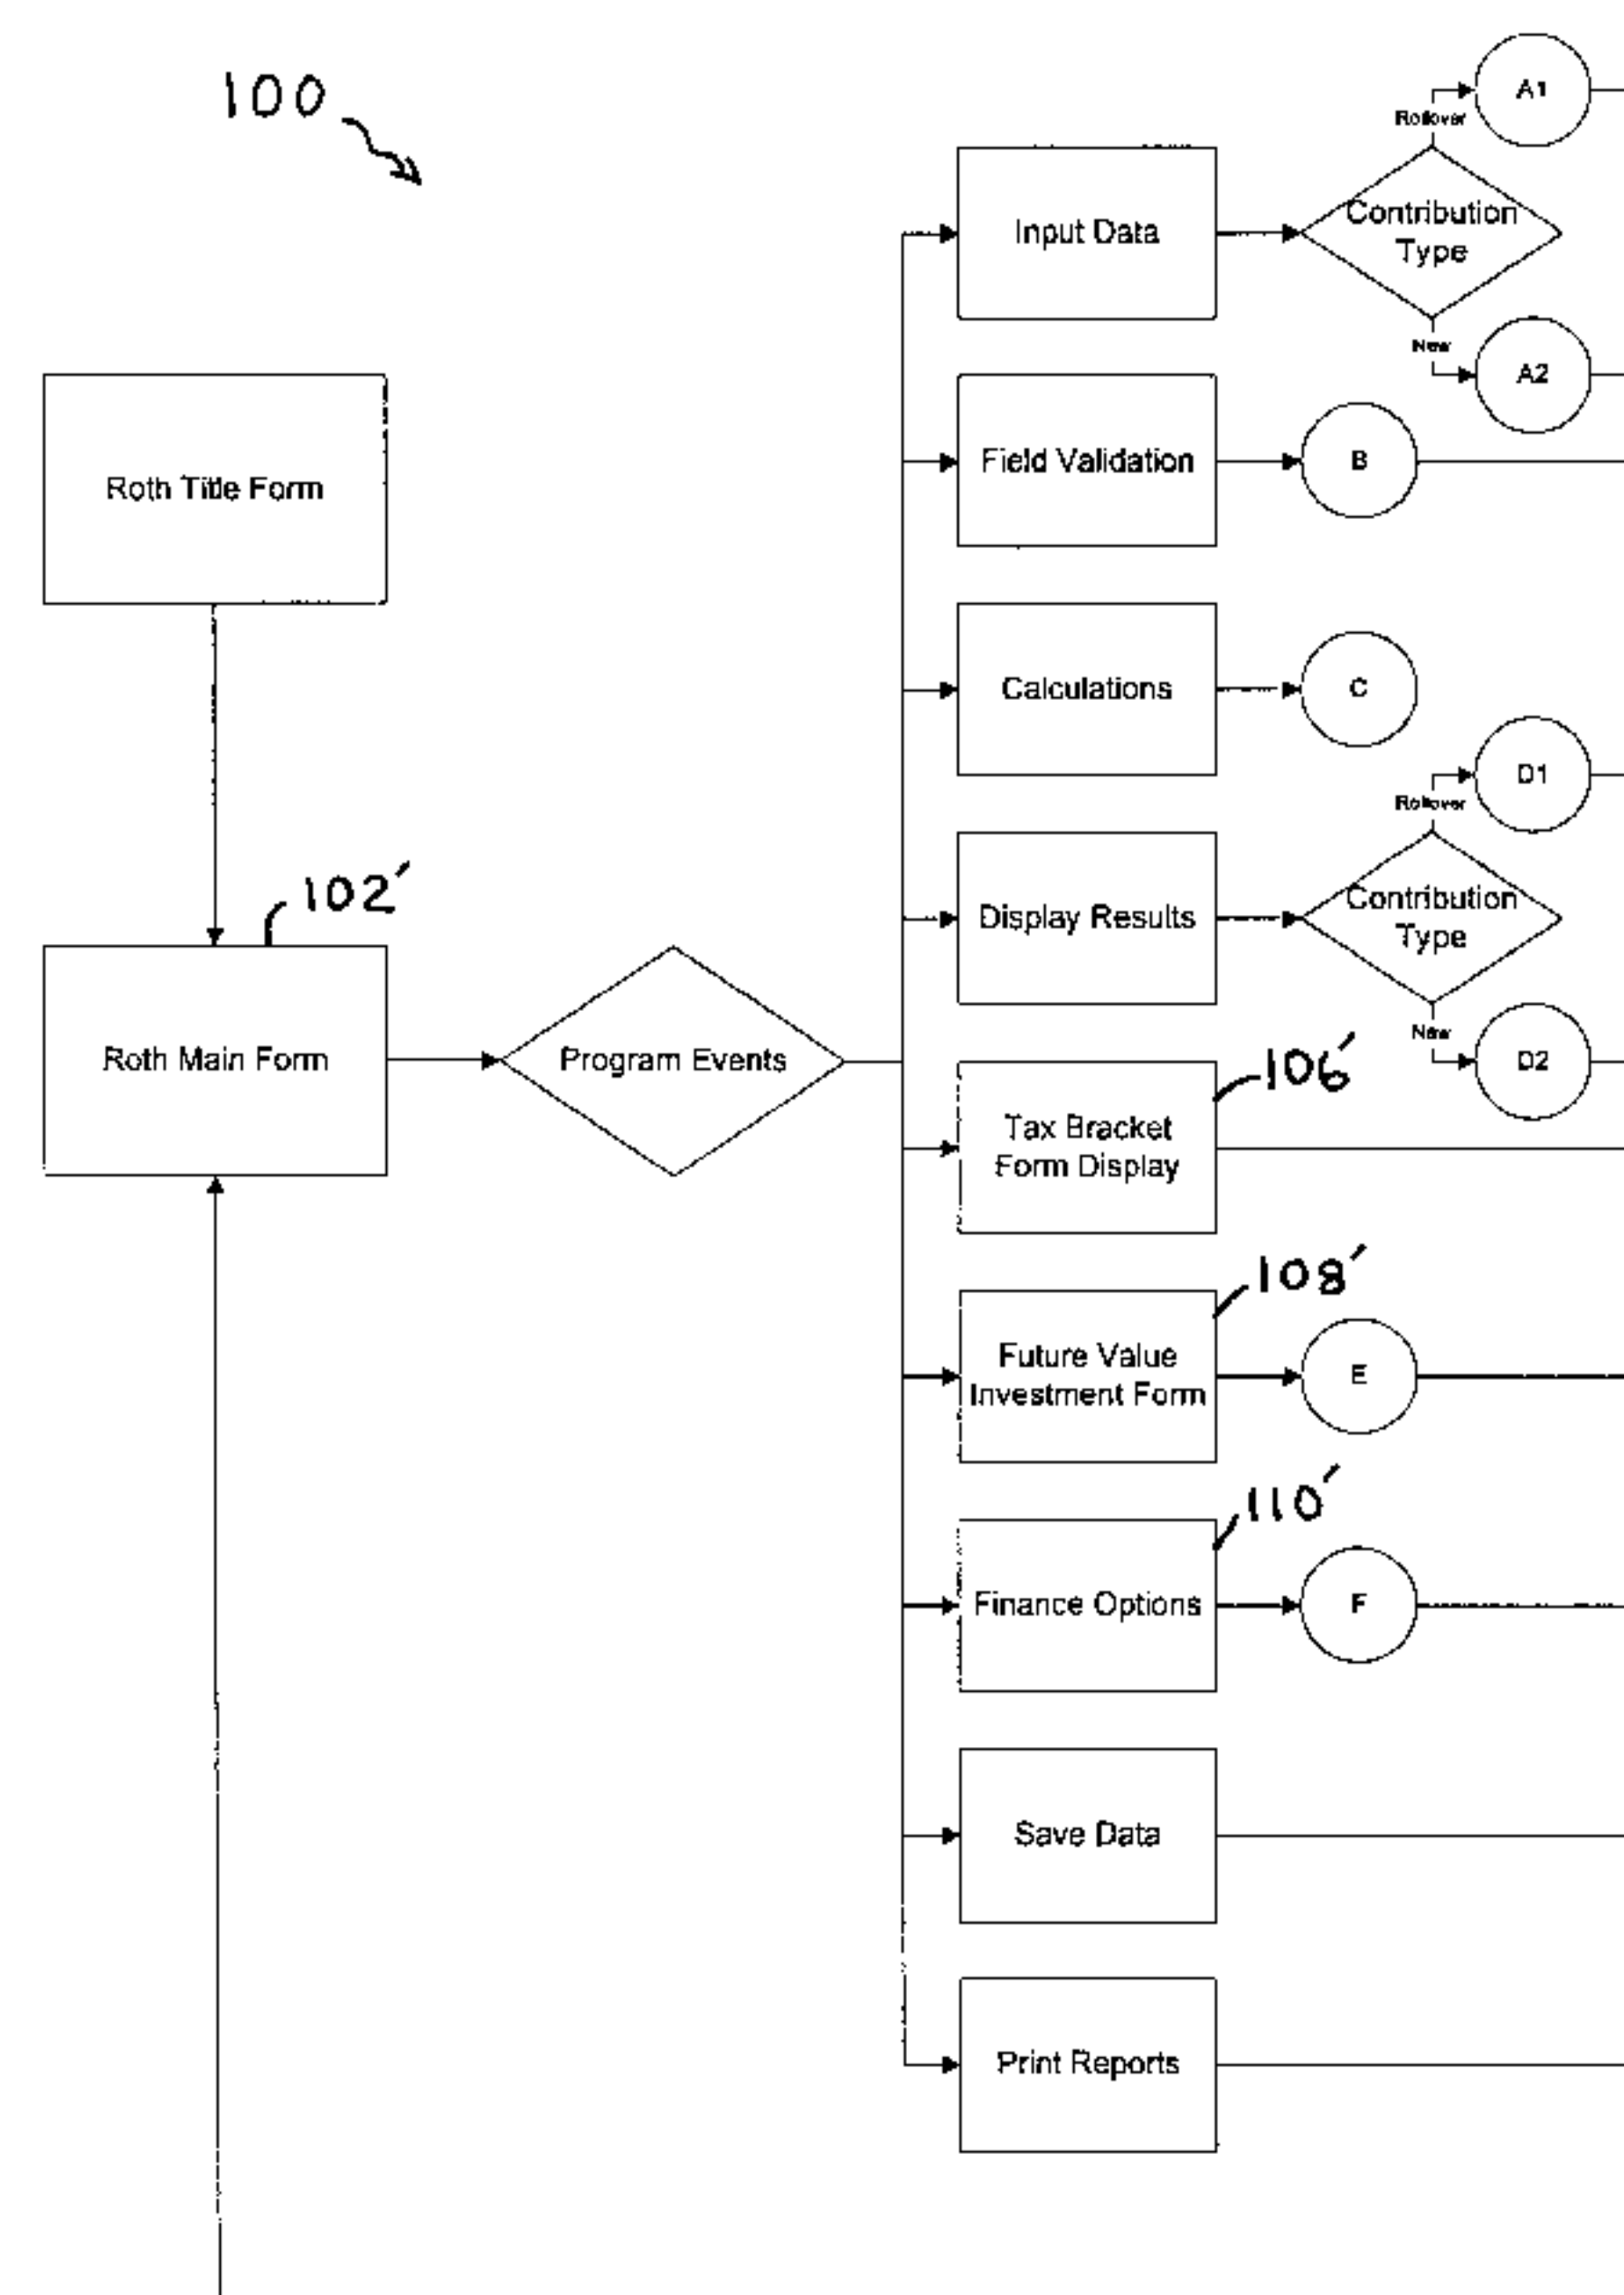 100
A1
Rollover
Input Data
Contribution
Type
New
A2
Roth Title Form
Field Validation
B
Calculations
C
D1
Rollover
102'
Display Results
Contribution
Type
New
D2
Roth Main Form
Program Events
106'
Tax Bracket
Form Display
108'
Future Value
Investment Form
E
110'
Finance Options
F
Save Data
Print Reports